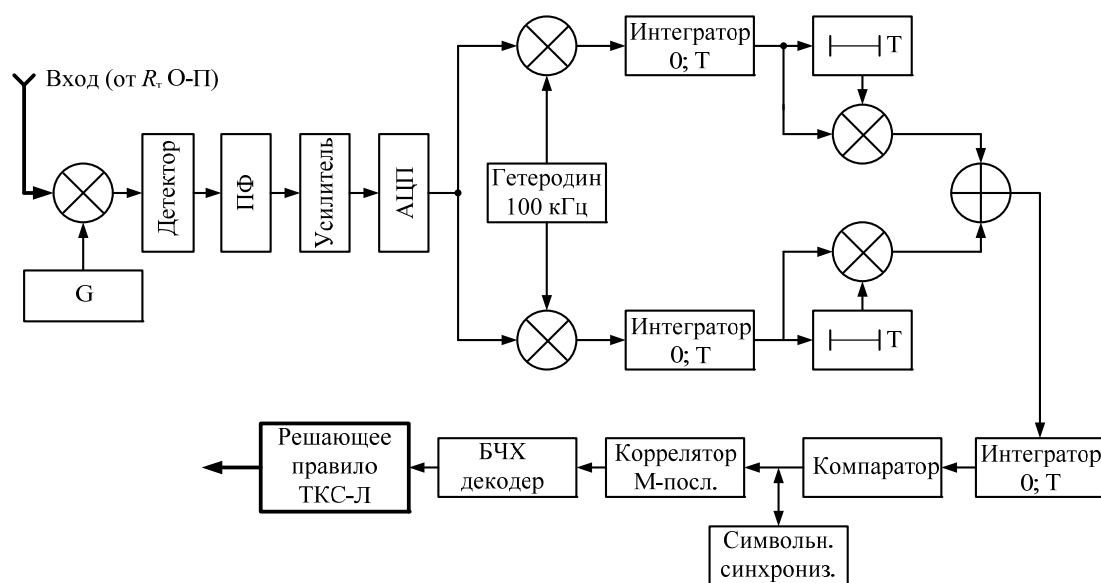 Вход (от Rт О-П)
G
Детектор
ПФ
Усилитель
АЦП
Гетеродин
100 кГц
Интегратор
0; Т
Т
Интегратор
0; Т
Т
Интегратор
0; Т
Компаратор
Символьн.
синхрониз.
Коррелятор
М-посл.
БЧХ
декодер
Решающее
правило
ТКС-Л